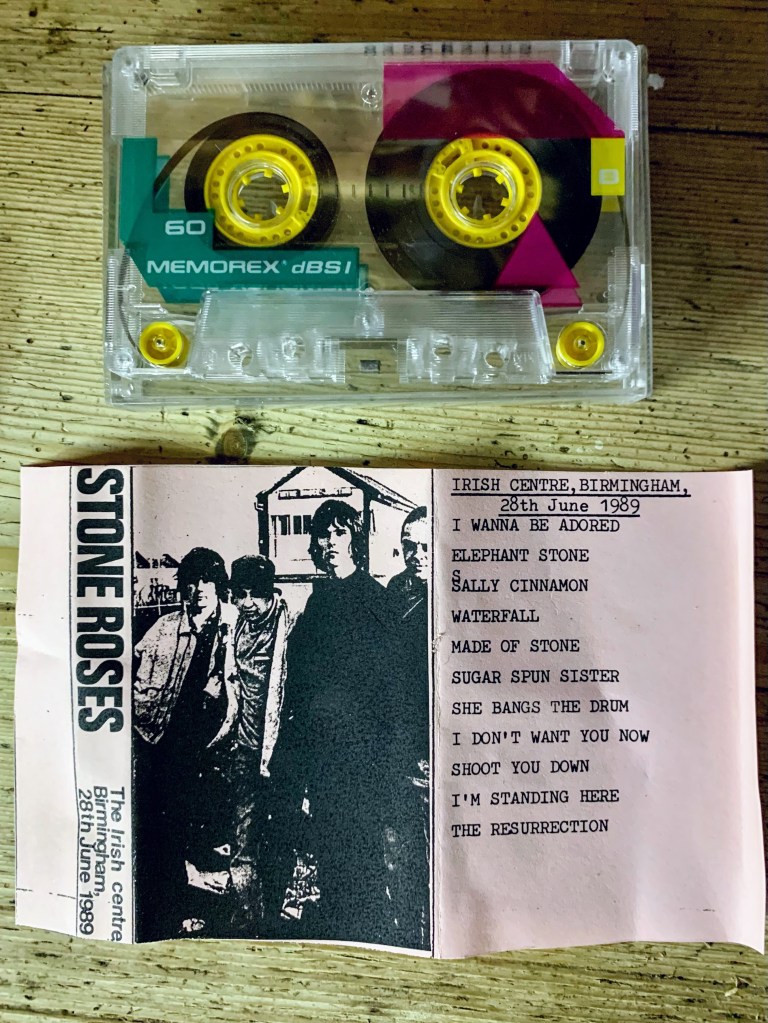 60
MEMOREX dBS I
STONE ROSES
The Irish centre
Birmingham,
28th June 1989
IRISH CENTRE,BIRMINGHAM,
28th June 1989
I WANNA BE ADORED
ELEPHANT STONE
SALLY CINNAMON
WATERFALL
MADE OF STONE
SUGAR SPUN SISTER
SHE BANGS THE DRUM
I DON'T WANT YOU NOW
SHOOT YOU DOWN
I'M STANDING HERE
THE RESURRECTION